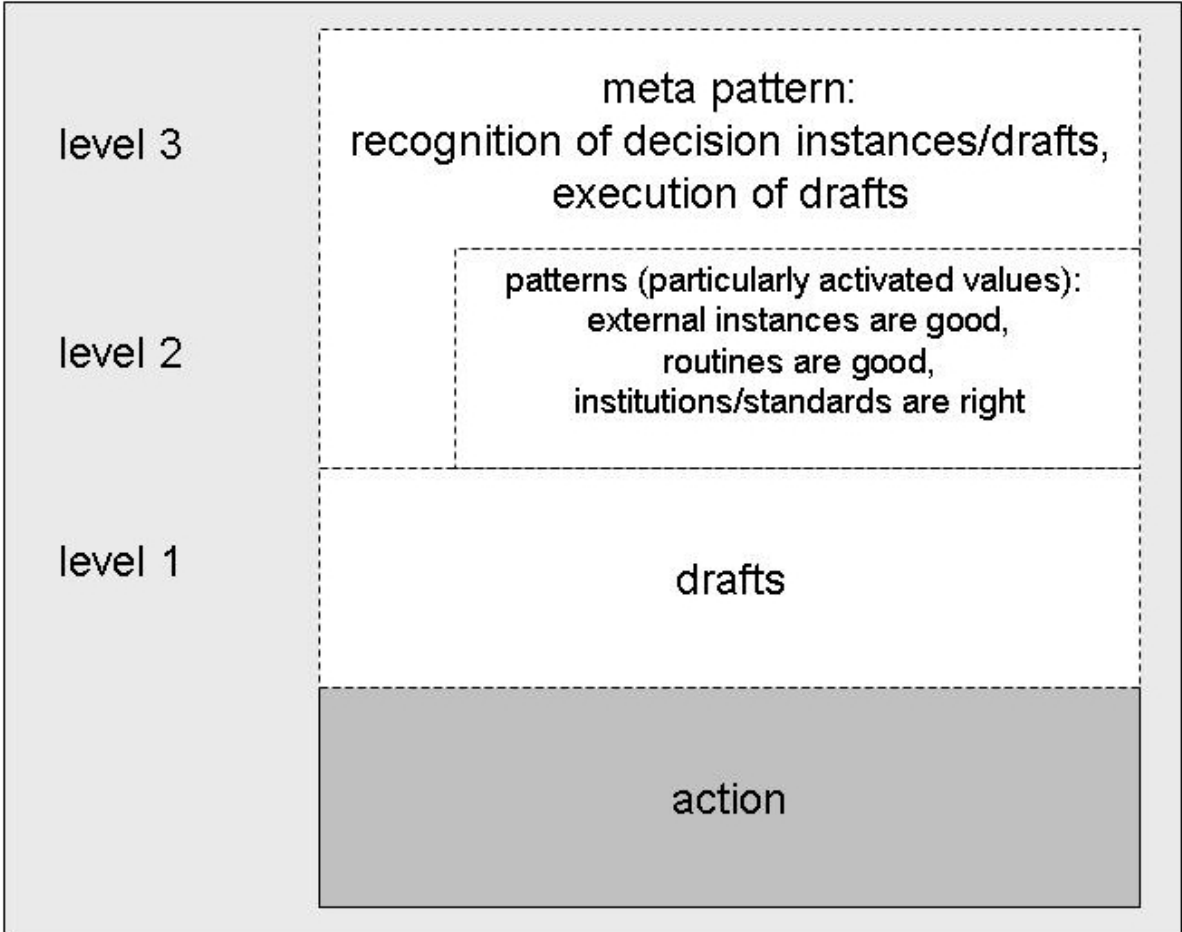 meta pattern:
level 3
recognition of decision instances/drafts,
execution of drafts
patterns (particularly activated values):
external instances are good,
level 2
routines are good,
institutions/standards are right
level 1
drafts
action